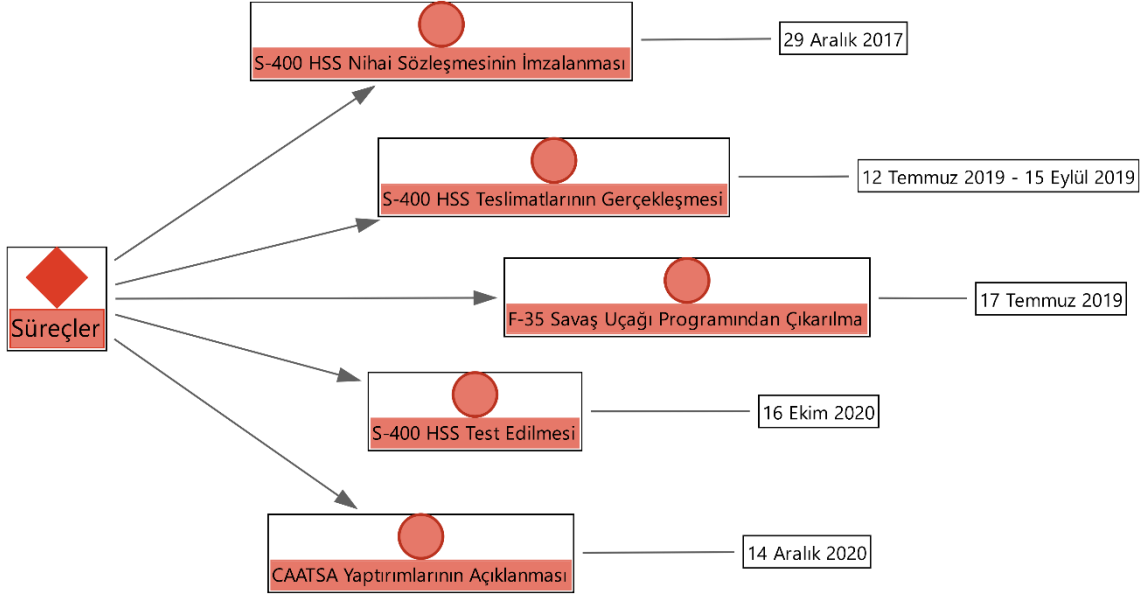 S-400 HSS Nihai Sözleşmesinin İmzalanması
29 Aralık 2017
S-400 HSS Teslimatlarının Gerçekleşmesi
12 Temmuz 2019 - 15 Eylül 2019
Süreçler
F-35 Savaş Uçağı Programından Çıkarılma
17 Temmuz 2019
S-400 HSS Test Edilmesi
16 Ekim 2020
CAATSA Yaptırımlarının Açıklanması
14 Aralık 2020